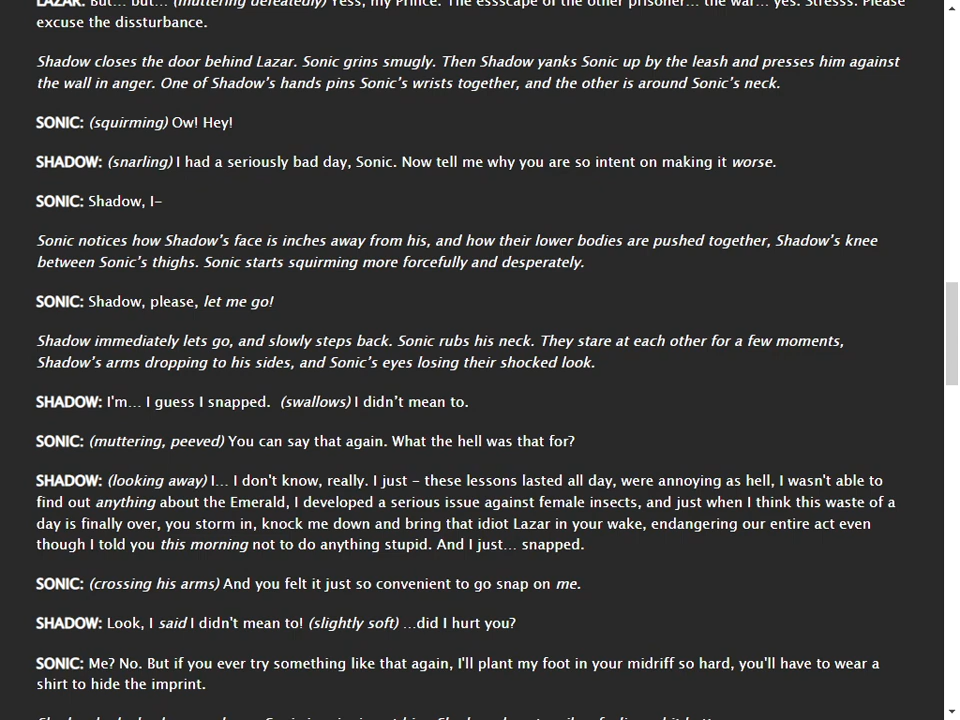 LAZAR: But... but... (muttering defeatedly) Yess, my Prince. The essscape of the other prisoner... the war... yes. Stresss. Please
excuse the dissturbance.
Shadow closes the door behind Lazar. Sonic grins smugly. Then Shadow yanks Sonic up by the leash and presses him against
the wall in anger. One of Shadow's hands pins Sonic's wrists together, and the other is around Sonic's neck.
SONIC: (squirming) Ow! Hey!
SHADOW: (snarling) I had a seriously bad day, Sonic. Now tell me why you are so intent on making it worse.
SONIC: Shadow, I–
Sonic notices how Shadow's face is inches away from his, and how their lower bodies are pushed together, Shadow's knee
between Sonic's thighs. Sonic starts squirming more forcefully and desperately.
SONIC: Shadow, please, let me go!
Shadow immediately lets go, and slowly steps back. Sonic rubs his neck. They stare at each other for a few moments,
Shadow's arms dropping to his sides, and Sonic's eyes losing their shocked look.
SHADOW: I'm... I guess I snapped. (swallows) I didn't mean to.
SONIC: (muttering, peeved) You can say that again. What the hell was that for?
SHADOW: (looking away) I... I don't know, really. I just – these lessons lasted all day, were annoying as hell, I wasn't able to
find out anything about the Emerald, I developed a serious issue against female insects, and just when I think this waste of a
day is finally over, you storm in, knock me down and bring that idiot Lazar in your wake, endangering our entire act even
though I told you this morning not to do anything stupid. And I just... snapped.
SONIC: (crossing his arms) And you felt it just so convenient to go snap on me.
SHADOW: Look, I said I didn't mean to! (slightly soft) ...did I hurt you?
SONIC: Me? No. But if you ever try something like that again, I'll plant my foot in your midriff so hard, you'll have to wear a
shirt to hide the imprint.